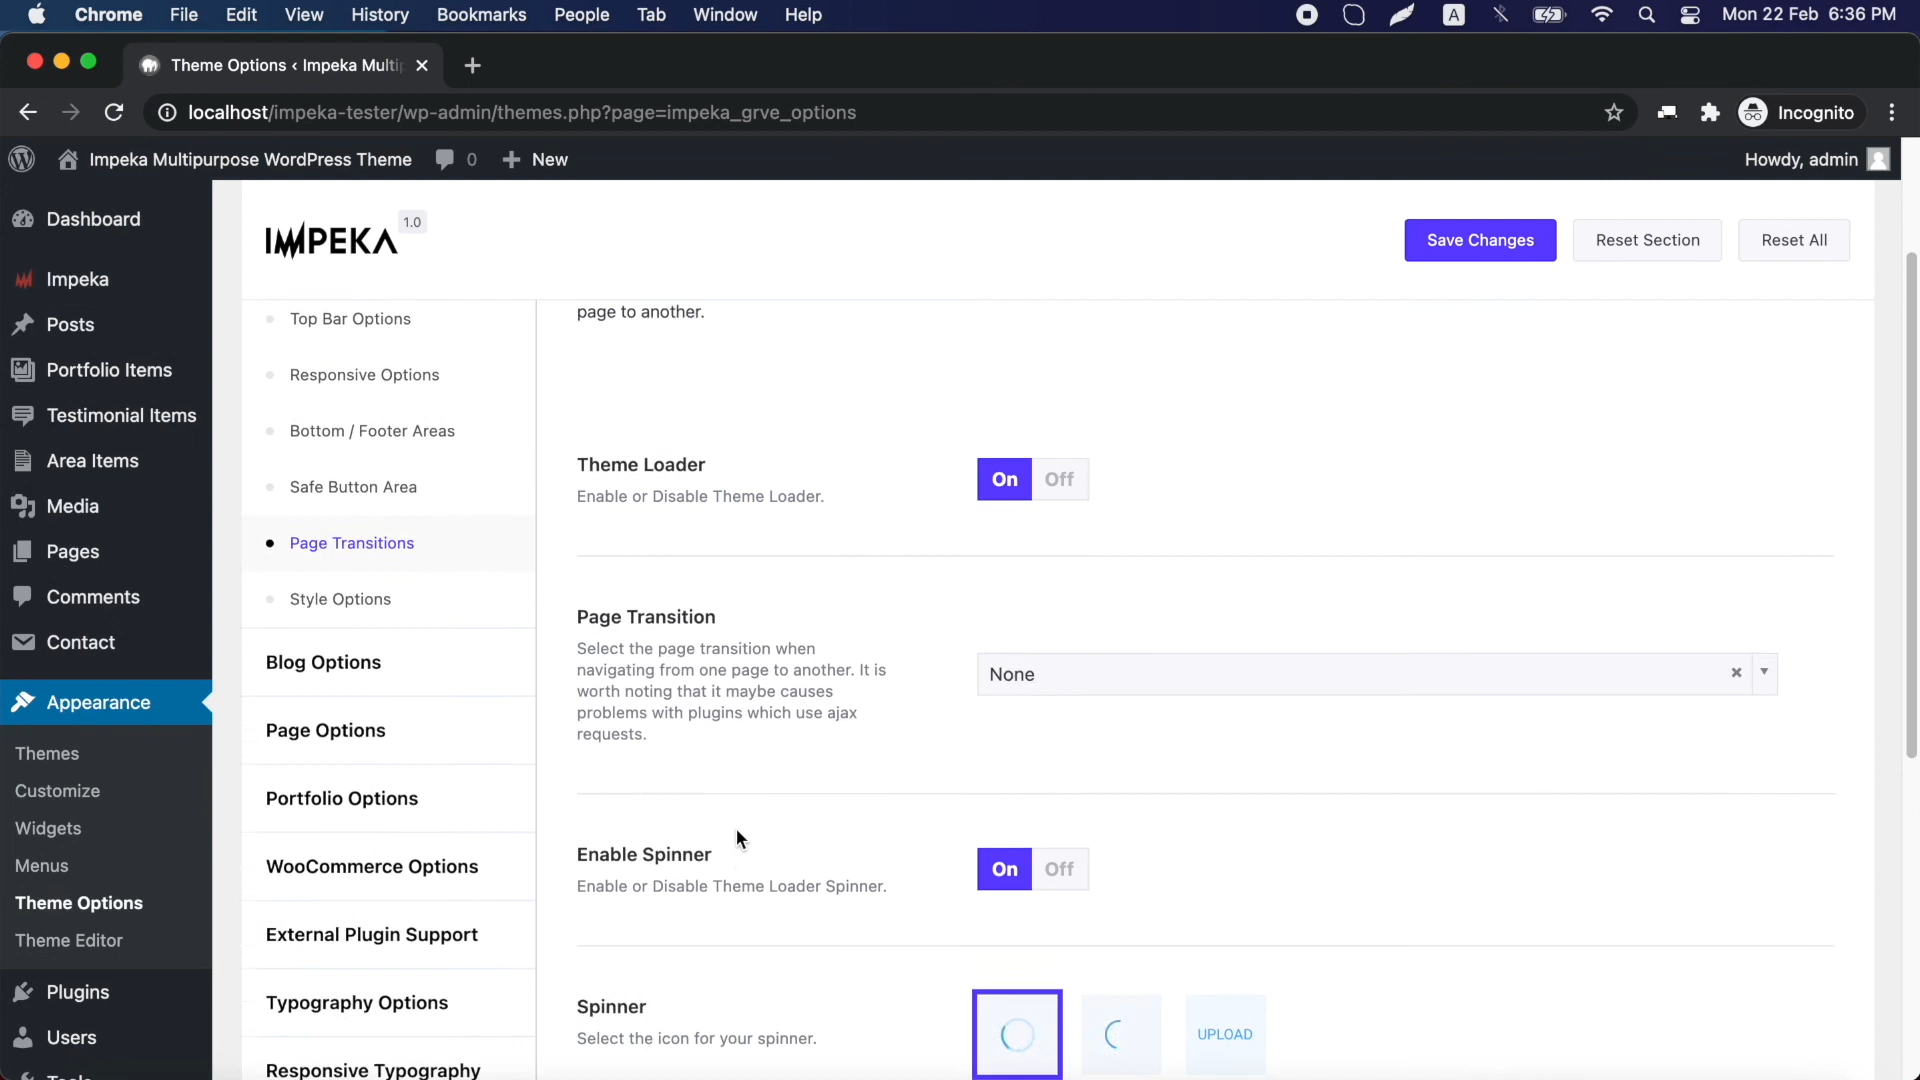 Chrome File Edit View History Bookmarks People Tab Window Help
A
Mon 22 Feb 6:36 PM
Theme Options ‹ Impeka Multip
localhost/impeka-tester/wp-admin/themes.php?page=impeka_grve_options
Incognito
Impeka Multipurpose WordPress Theme 0 New
Howdy, admin
Dashboard
Impeka
Posts
Portfolio Items
Testimonial Items
Area Items
Media
Pages
Comments
Contact
Appearance
Themes
Customize
Widgets
Menus
Theme Options
Theme Editor
Plugins
Users
IMPEKA 1.0
Save Changes
Reset Section
Reset All
Top Bar Options
Responsive Options
Bottom / Footer Areas
Safe Button Area
Page Transitions
Style Options
Blog Options
Page Options
Portfolio Options
WooCommerce Options
External Plugin Support
Typography Options
Responsive Typography
page to another.
Theme Loader
Enable or Disable Theme Loader.
On Off
Page Transition
Select the page transition when
navigating from one page to another. It is
worth noting that it maybe causes
problems with plugins which use ajax
requests.
None
Enable Spinner
Enable or Disable Theme Loader Spinner.
On Off
Spinner
Select the icon for your spinner.
UPLOAD